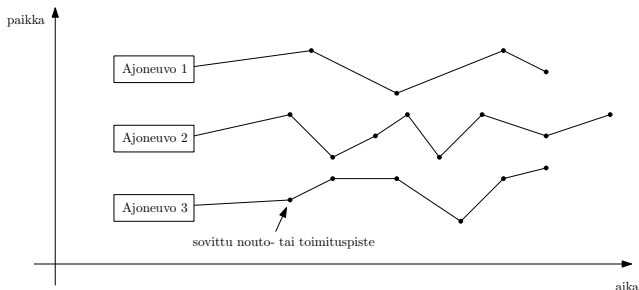 paikka
Ajoneuvo 1
Ajoneuvo 2
Ajoneuvo 3
sovittu nouto- tai toimituspiste
aika